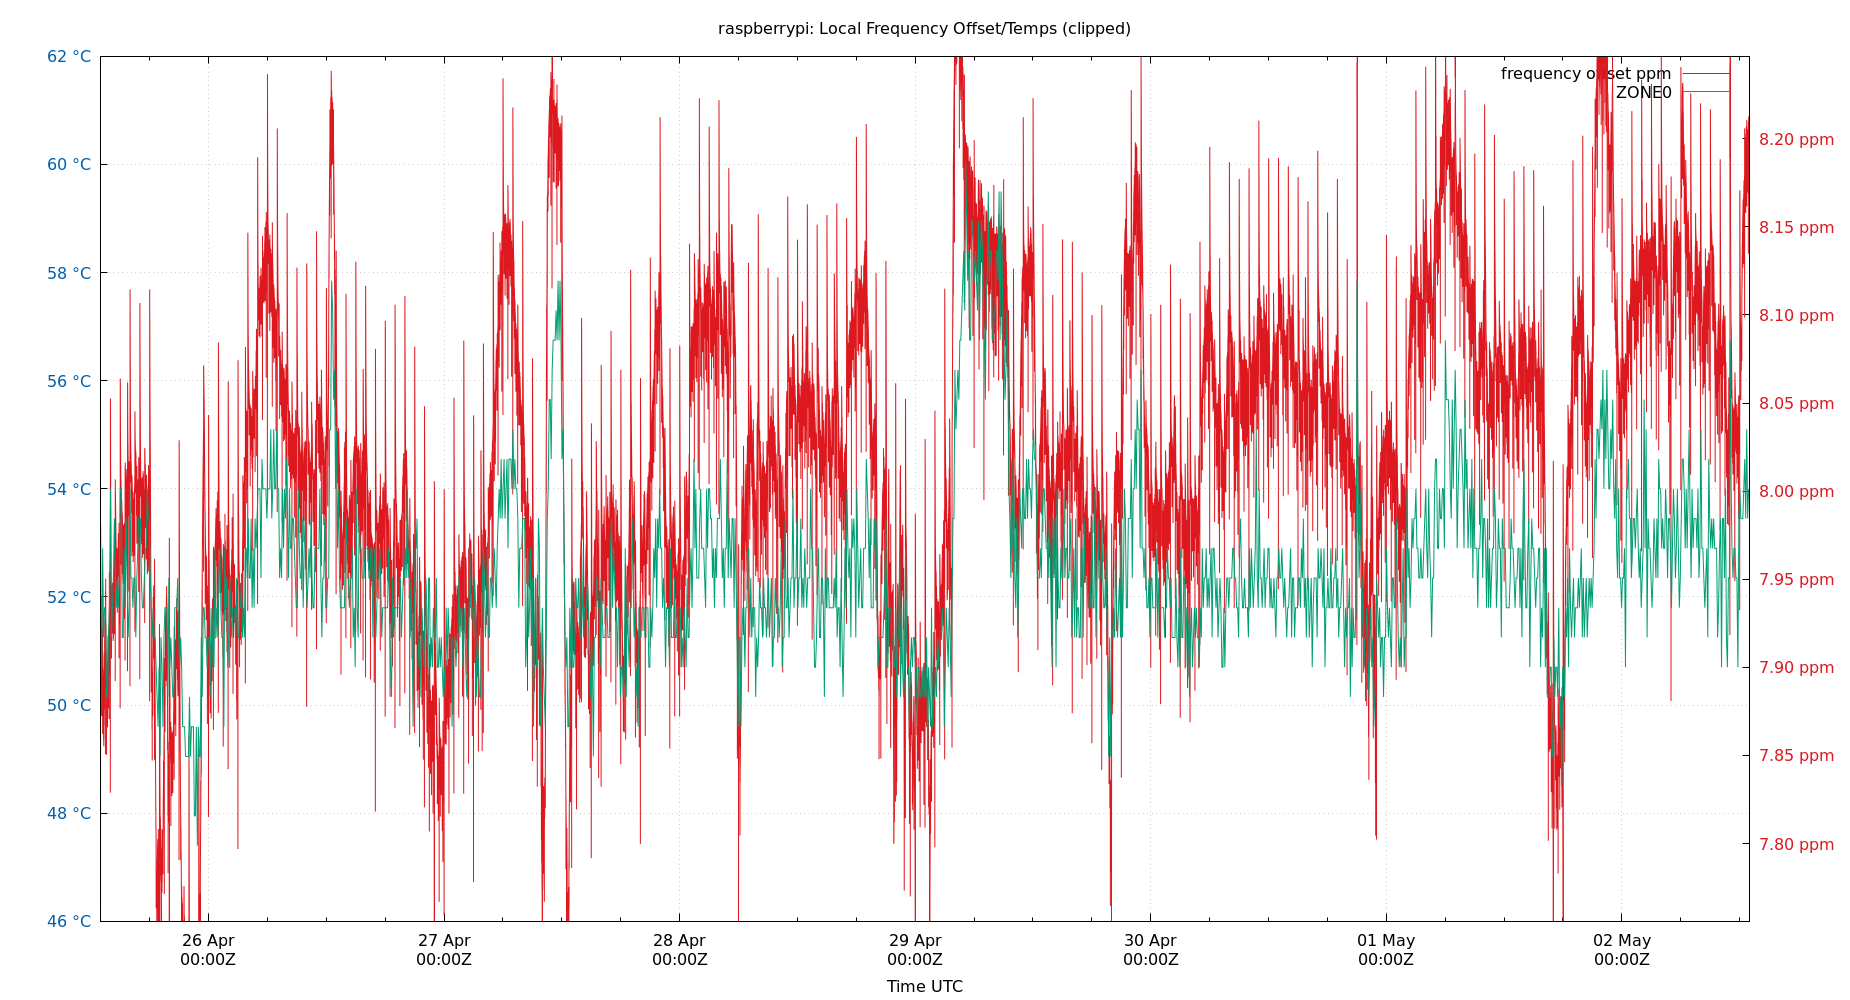 raspberrypi: Local Frequency Offset/Temps (clipped)
frequency offset ppm
ZONE0
62 °C
60 °C
58 °C
56 °C
54 °C
52 °C
50 °C
48 °C
46 °C
8.20 ppm
8.15 ppm
8.10 ppm
8.05 ppm
8.00 ppm
7.95 ppm
7.90 ppm
7.85 ppm
7.80 ppm
26 Apr
00:00Z
27 Apr
00:00Z
28 Apr
00:00Z
29 Apr
00:00Z
30 Apr
00:00Z
01 May
00:00Z
02 May
00:00Z
Time UTC